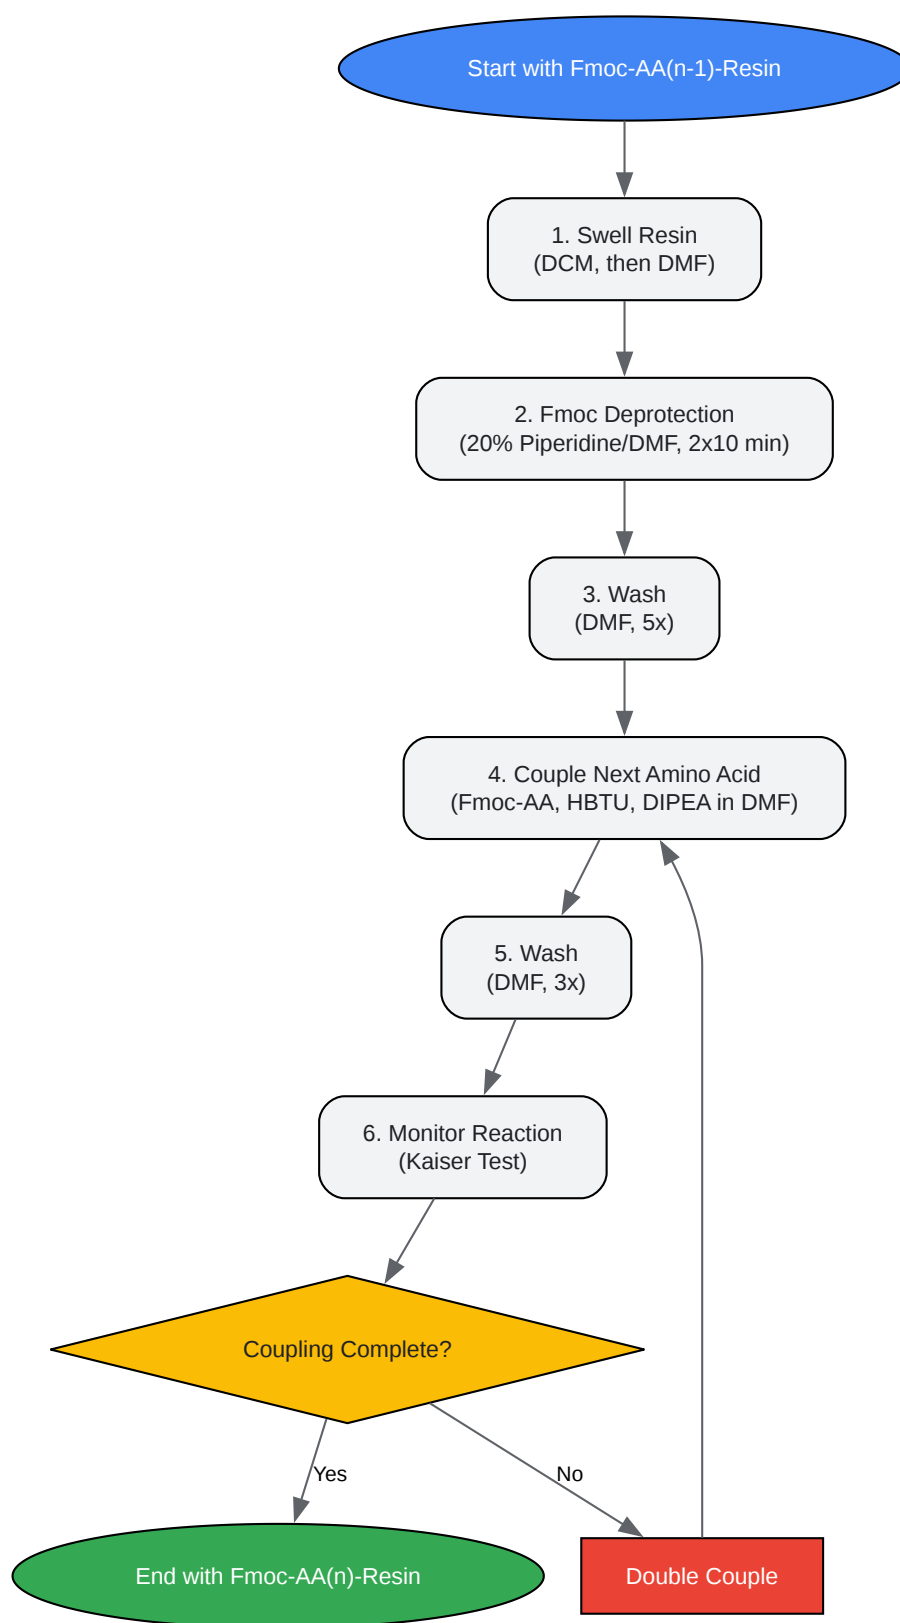 Start with Fmoc-AA(n-1)-Resin
1. Swell Resin
(DCM, then DMF)
2. Fmoc Deprotection
(20% Piperidine/DMF, 2x10 min)
3. Wash
(DMF, 5x)
4. Couple Next Amino Acid
(Fmoc-AA, HBTU, DIPEA in DMF)
5. Wash
(DMF, 3x)
6. Monitor Reaction
(Kaiser Test)
Coupling Complete?
Yes
No
End with Fmoc-AA(n)-Resin
Double Couple